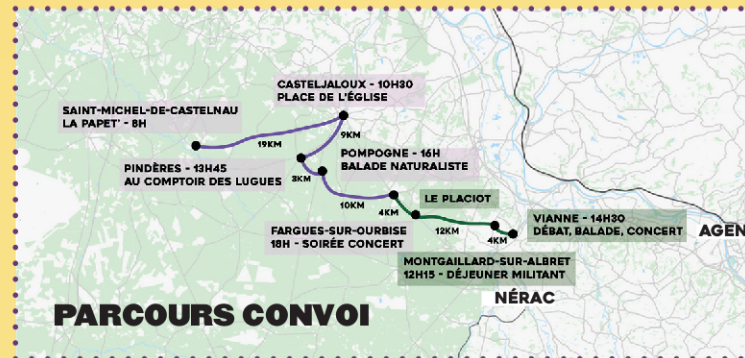 CASTELJALOUX - 10H30
PLACE DE L'ÉGLISE
SAINT-MICHEL-DE-CASTELNAU
LA PAPET' - 8H
9KM
19KM
POMPOGNE - 16H
BALADE NATURALISTE
PINDÈRES - 13H45
AU COMPTOIR DES LUGUES
3KM
10KM
LE PLACIOT
4KM
FARGUES-SUR-OURBISE
18H - SOIRÉE CONCERT
12KM
VIANNE - 14H30
DÉBAT, BALADE, CONCERT
AGEN
4KM
MONTGAILLARD-SUR-ALBRET
12H15 - DÉJEUNER MILITANT
NÉRAC
PARCOURS CONVOI